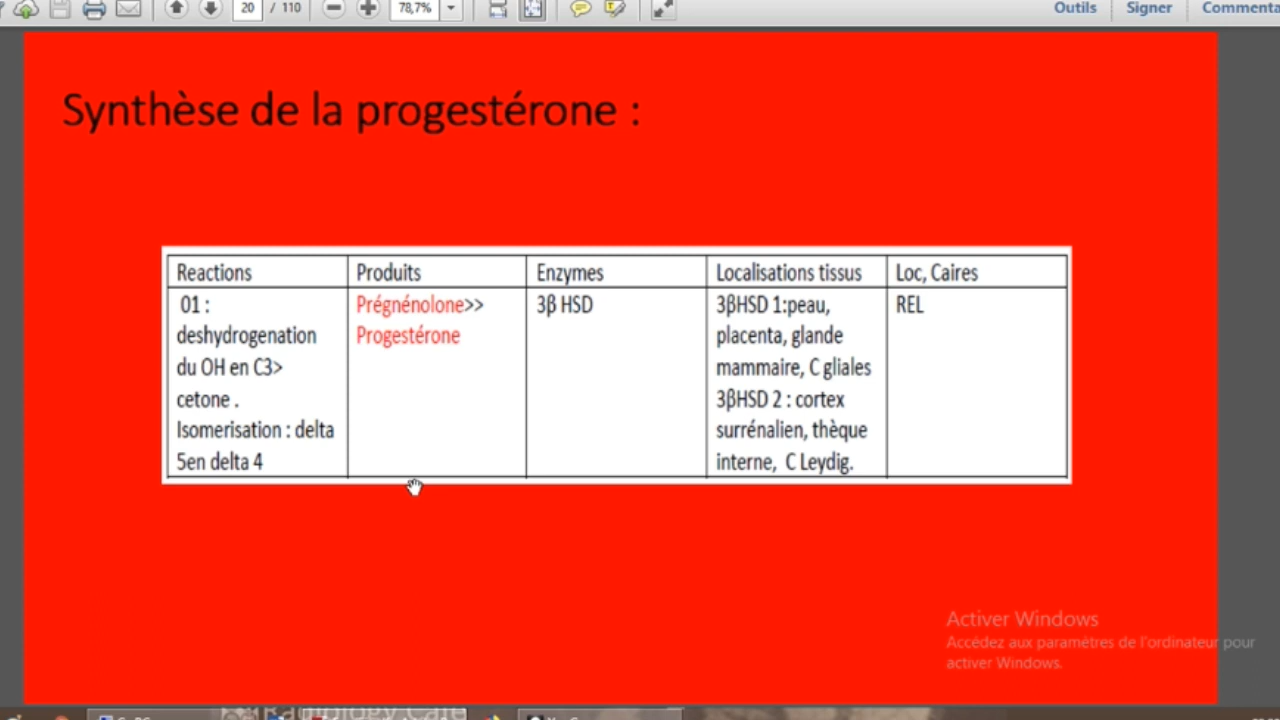 20 / 110
78,7%
Outils
Signer
Commenta
Synthèse de la progestérone :
Reactions
Produits
Enzymes
Localisations tissus
Loc, Caires
01 :
deshydrogenation
du OH en C3>
cetone .
Isomerisation : delta
5en delta 4
Prégnénolone>>
Progestérone
3β HSD
3βHSD 1:peau,
placenta, glande
mammaire, C gliales
3βHSD 2 : cortex
surrénalien, thèque
interne, C Leydig.
REL
Activer Windows
Accédez aux paramètres de l'ordinateur pour
activer Windows.